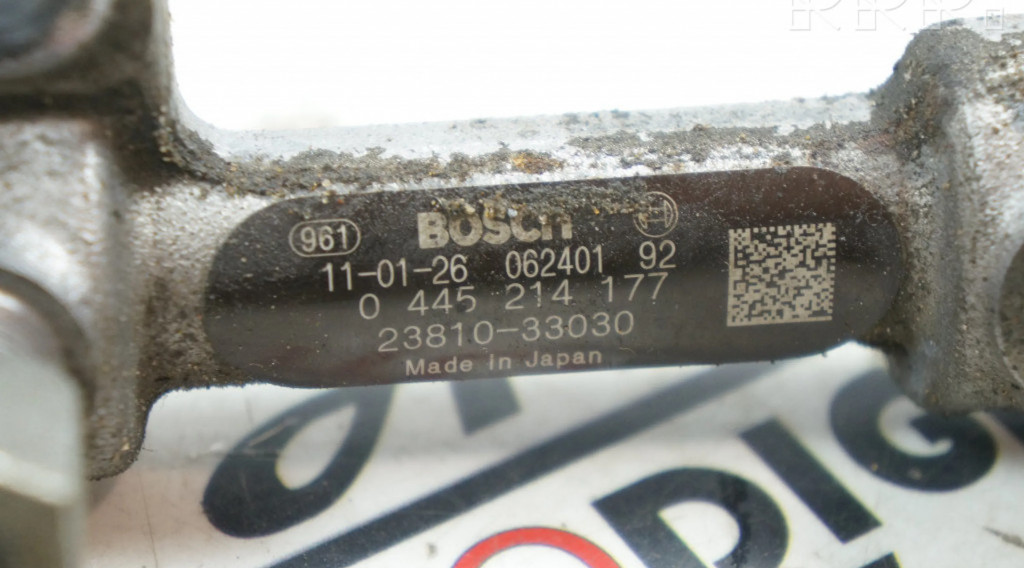 961 BOSCH
11-01-26 062401 92
0 445 214 177
23810-33030
Made in Japan